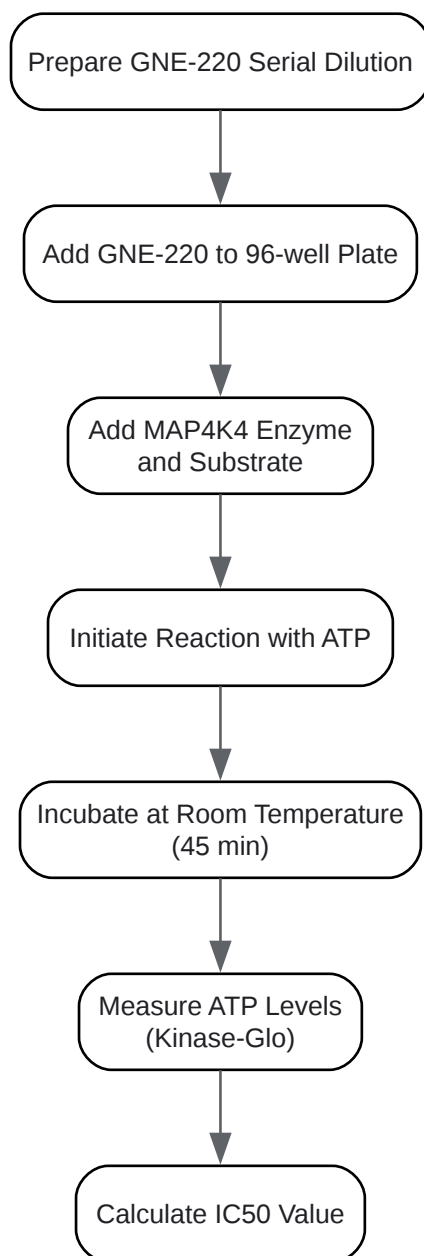 Prepare GNE-220 Serial Dilution
Add GNE-220 to 96-well Plate
Add MAP4K4 Enzyme
and Substrate
Initiate Reaction with ATP
Incubate at Room Temperature
(45 min)
Measure ATP Levels
(Kinase-Glo)
Calculate IC50 Value